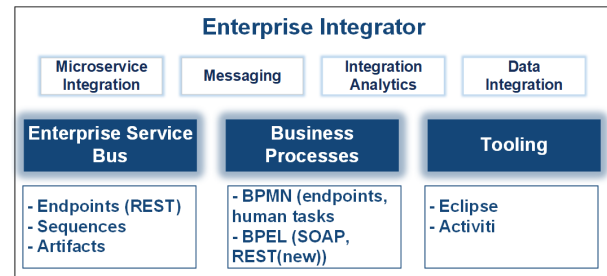 Enterprise Integrator
Microservice
Integration
Messaging
Integration
Analytics
Data
Integration
Enterprise Service
Bus
Business
Processes
Tooling
- Endpoints (REST)
- Sequences
- Artifacts
- BPMN (endpoints,
human tasks
- BPEL (SOAP,
REST(new))
- Eclipse
- Activiti